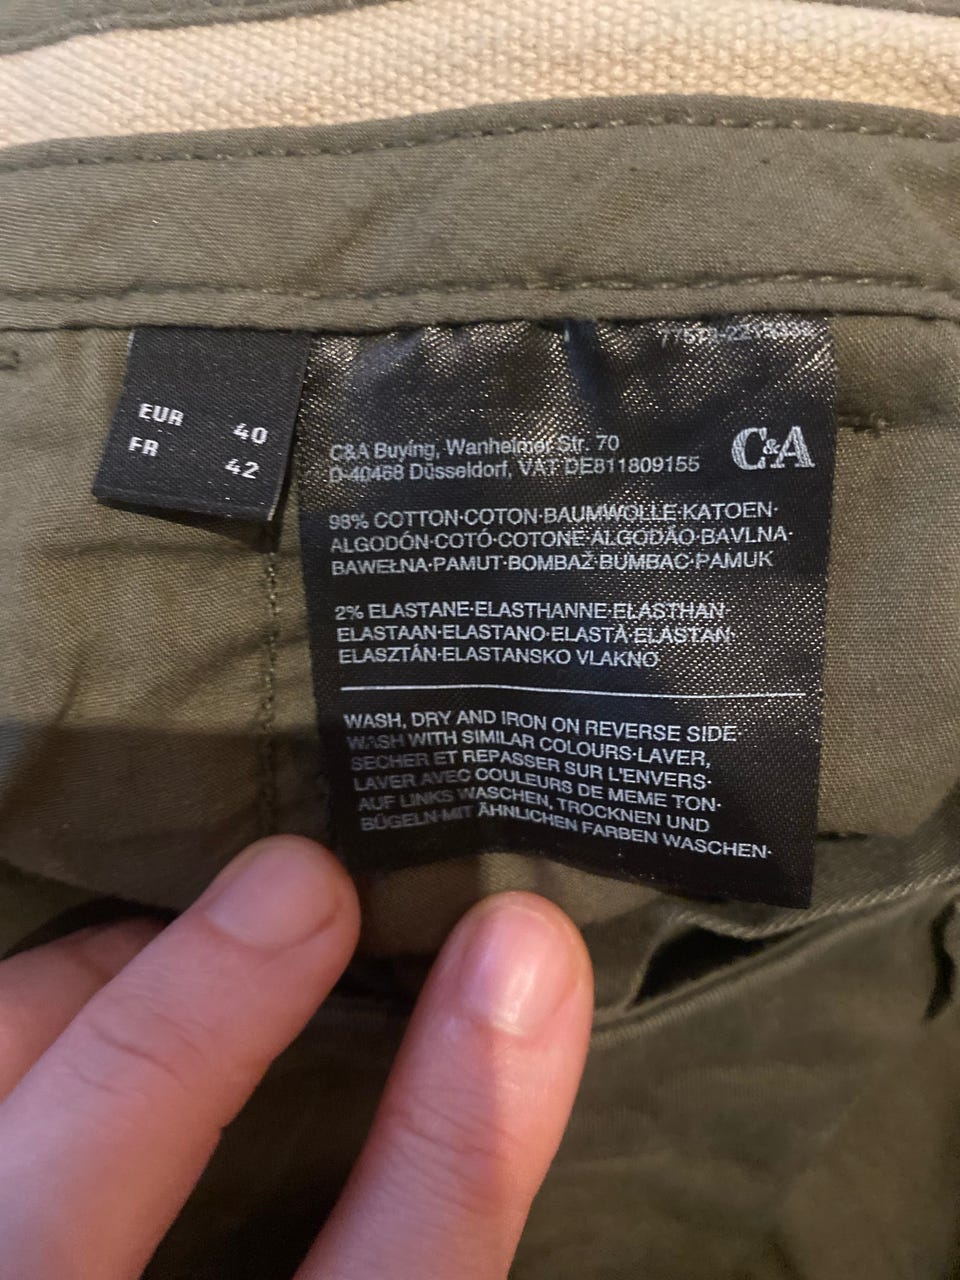 EUR 40
FR 42
C&A Buying, Wanheimer Str. 70
D-40468 Düsseldorf, VAT DE811809155
C&A
98% COTTON·COTON·BAUMWOLLE·KATOEN·
ALGODÓN·COTÓ·COTONE·ALGODÃO·BAVLNA·
BAWEŁNA·PAMUT·BOMBAŽ·BUMBAC·PAMUK
2% ELASTANE·ELASTHANNE·ELASTHAN·
ELASTAAN·ELASTANO·ELASTÀ·ELASTAN·
ELASZTÁN·ELASTANSKO VLAKNO
WASH, DRY AND IRON ON REVERSE SIDE
WASH WITH SIMILAR COLOURS·LAVER,
SECHER ET REPASSER SUR L'ENVERS·
LAVER AVEC COULEURS DE MEME TON·
AUF LINKS WASCHEN, TROCKNEN UND
BÜGELN·MIT ÄHNLICHEN FARBEN WASCHEN·